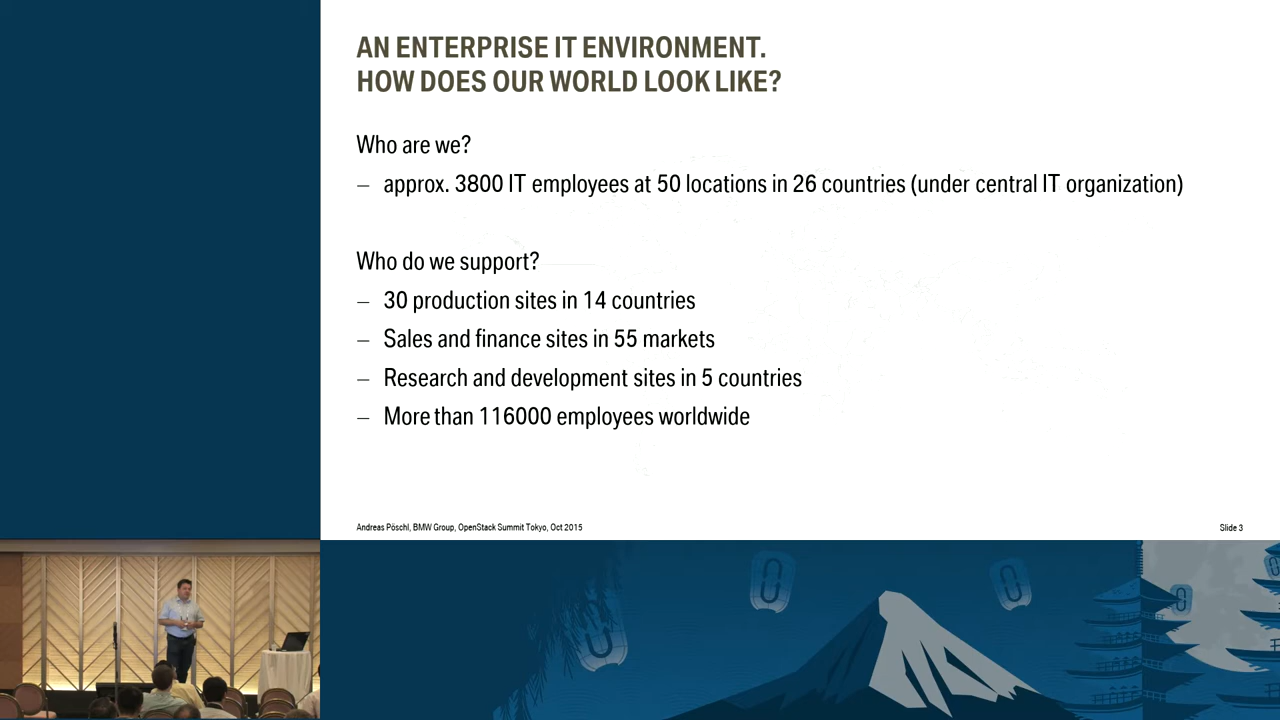 AN ENTERPRISE IT ENVIRONMENT.
HOW DOES OUR WORLD LOOK LIKE?
Who are we?
– approx. 3800 IT employees at 50 locations in 26 countries (under central IT organization)
Who do we support?
– 30 production sites in 14 countries
– Sales and finance sites in 55 markets
– Research and development sites in 5 countries
– More than 116000 employees worldwide
Andreas Pöschl, BMW Group, OpenStack Summit Tokyo, Oct 2015
Slide 3